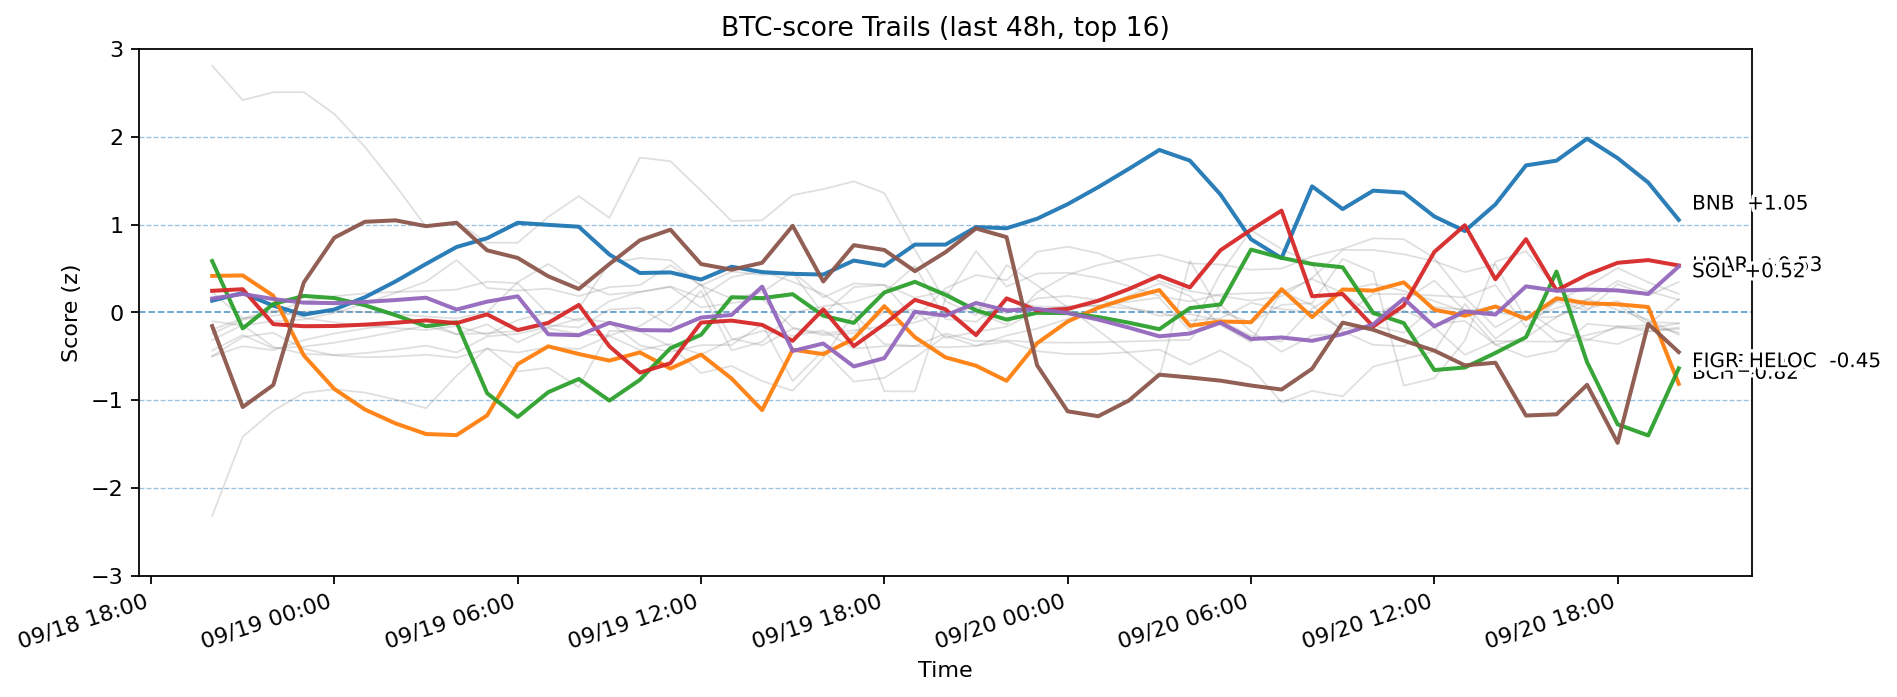 BTC-score Trails (last 48h, top 16)
3
2
1
0
−1
−2
−3
Score (z)
BNB +1.05
SOL +0.52
FIGR_HELOC -0.45
09/18 18:00
09/19 00:00
09/19 06:00
09/19 12:00
09/19 18:00
09/20 00:00
09/20 06:00
09/20 12:00
09/20 18:00
Time